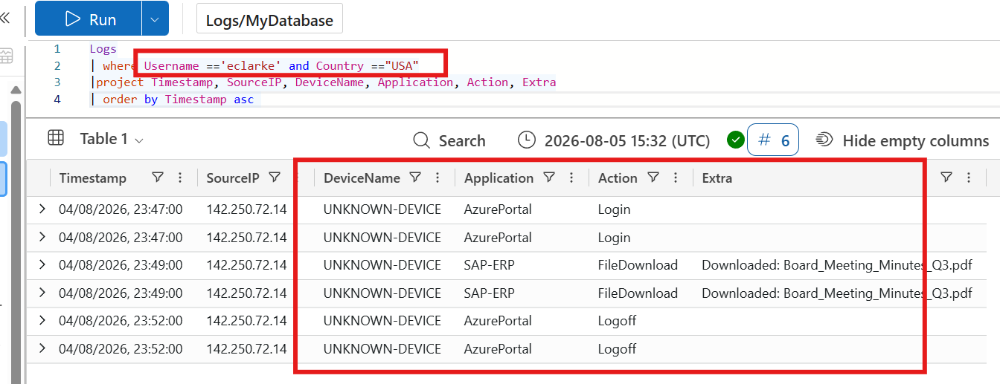 Run
Logs/MyDatabase
1 Logs
2 | where Username =='eclarke' and Country =="USA"
3 |project Timestamp, SourceIP, DeviceName, Application, Action, Extra
4 | order by Timestamp asc
Table 1 Search 2026-08-05 15:32 (UTC) # 6 Hide empty columns
Timestamp SourceIP DeviceName Application Action Extra
04/08/2026, 23:47:00 142.250.72.14 UNKNOWN-DEVICE AzurePortal Login
04/08/2026, 23:47:00 142.250.72.14 UNKNOWN-DEVICE AzurePortal Login
04/08/2026, 23:49:00 142.250.72.14 UNKNOWN-DEVICE SAP-ERP FileDownload Downloaded: Board_Meeting_Minutes_Q3.pdf
04/08/2026, 23:49:00 142.250.72.14 UNKNOWN-DEVICE SAP-ERP FileDownload Downloaded: Board_Meeting_Minutes_Q3.pdf
04/08/2026, 23:52:00 142.250.72.14 UNKNOWN-DEVICE AzurePortal Logoff
04/08/2026, 23:52:00 142.250.72.14 UNKNOWN-DEVICE AzurePortal Logoff